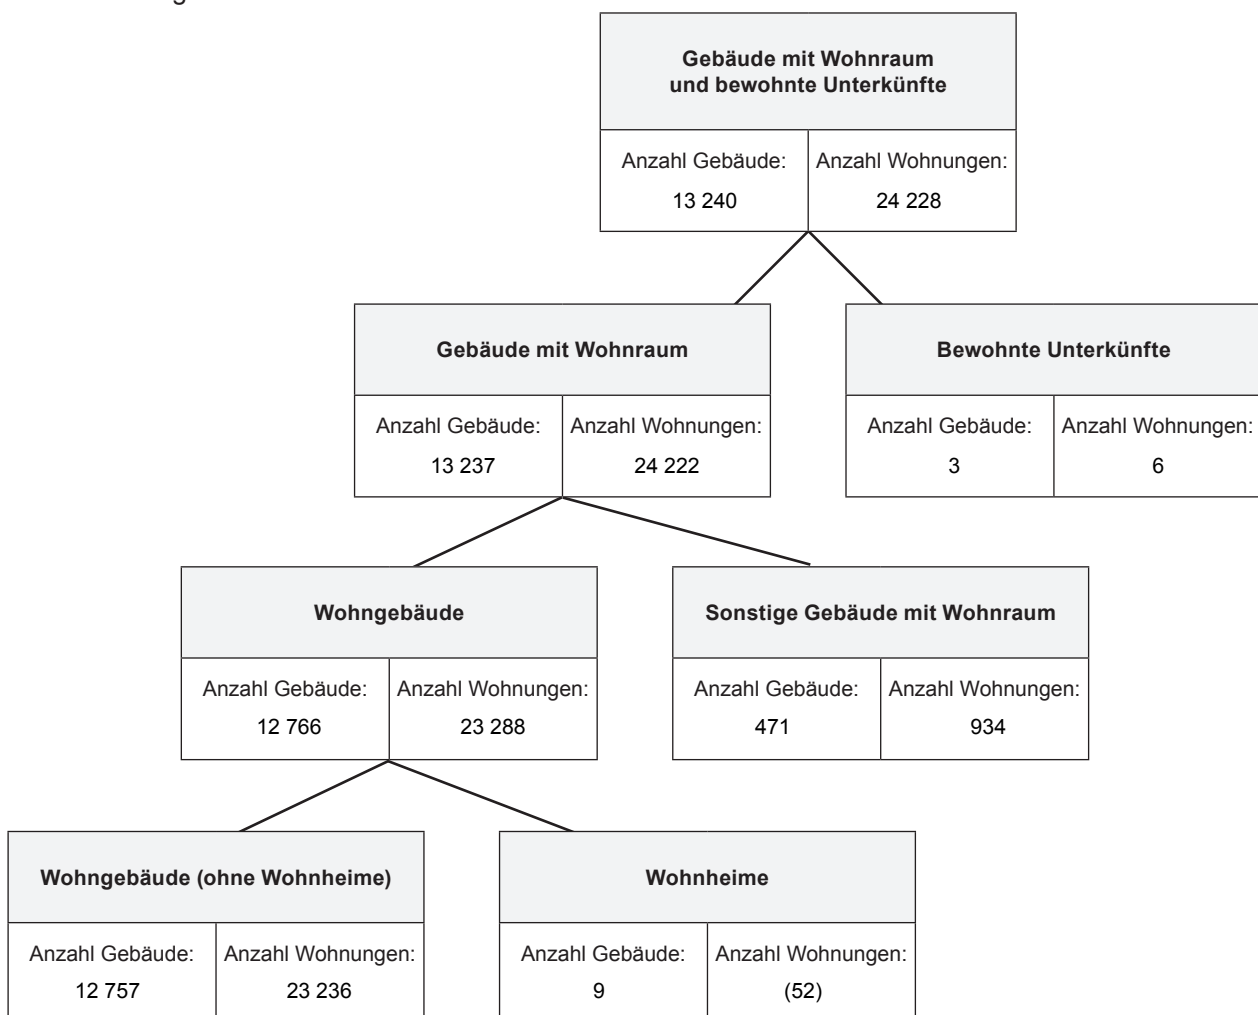 Gebäude mit Wohnraum
und bewohnte Unterkünfte
Anzahl Gebäude: Anzahl Wohnungen:
13 240 24 228
Gebäude mit Wohnraum Bewohnte Unterkünfte
Anzahl Gebäude: Anzahl Wohnungen: Anzahl Gebäude: Anzahl Wohnungen:
13 237 24 222 3 6
Wohngebäude Sonstige Gebäude mit Wohnraum
Anzahl Gebäude: Anzahl Wohnungen: Anzahl Gebäude: Anzahl Wohnungen:
12 766 23 288 471 934
Wohngebäude (ohne Wohnheime) Wohnheime
Anzahl Gebäude: Anzahl Wohnungen: Anzahl Gebäude: Anzahl Wohnungen:
12 757 23 236 9 (52)